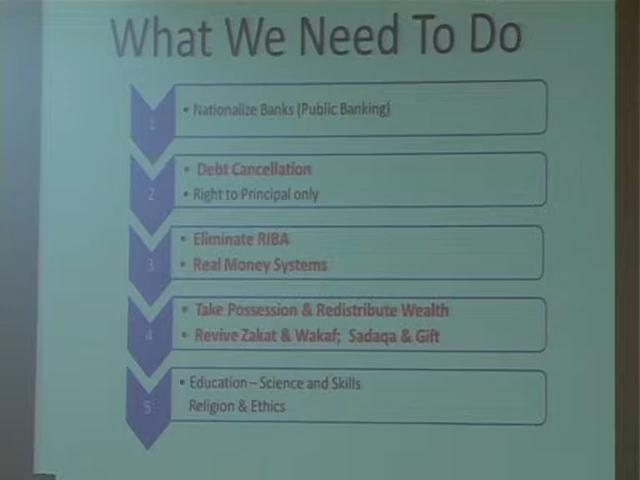 What We Need To Do
1
• Nationalize Banks (Public Banking)
2
• Debt Cancellation
• Right to Principal only
3
• Eliminate RIBA
• Real Money Systems
4
• Take Possession & Redistribute Wealth
• Revive Zakat & Wakaf; Sadaqa & Gift
5
• Education – Science and Skills
Religion & Ethics